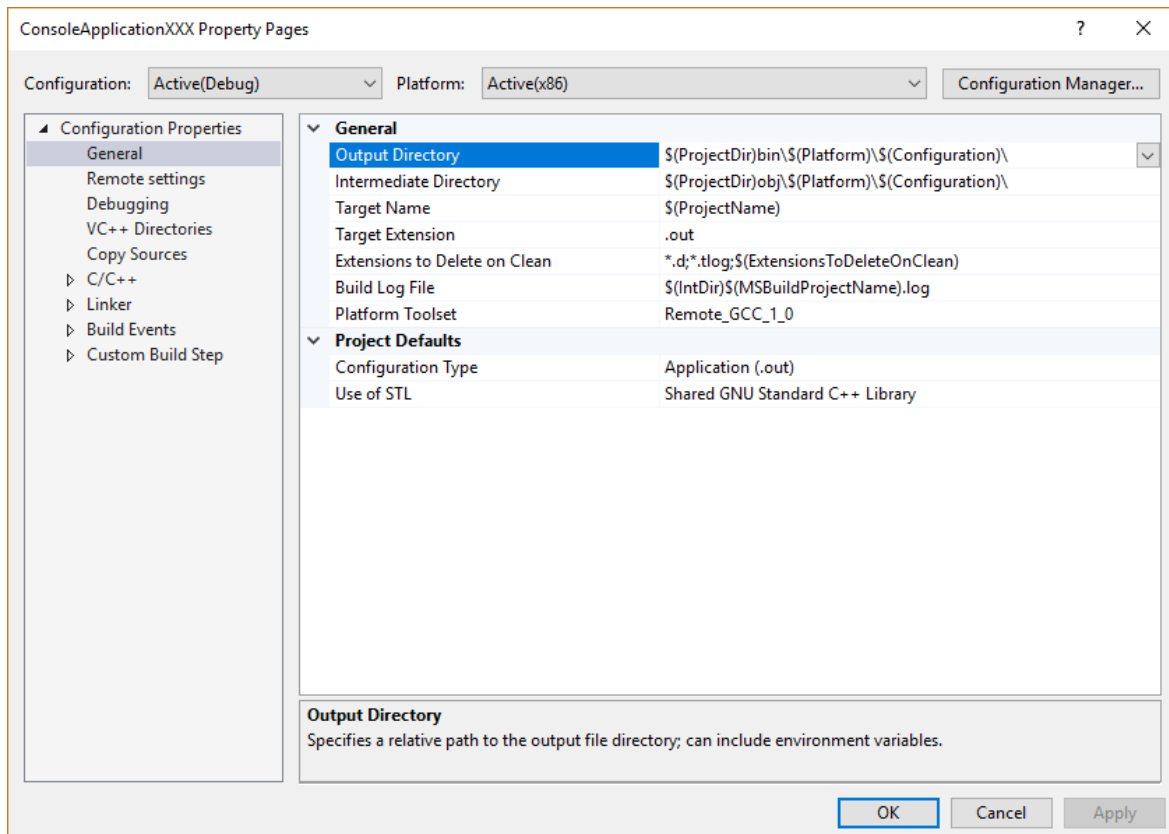 ConsoleApplicationXXX Property Pages ?
Configuration: Active(Debug) Platform: Active(x86) Configuration Manager...
Configuration Properties
General
Remote settings
Debugging
VC++ Directories
Copy Sources
C/C++
Linker
Build Events
Custom Build Step
General
Output Directory $(ProjectDir)bin\$(Platform)\$(Configuration)\
Intermediate Directory $(ProjectDir)obj\$(Platform)\$(Configuration)\
Target Name $(ProjectName)
Target Extension .out
Extensions to Delete on Clean *.d;*.tlog;$(ExtensionsToDeleteOnClean)
Build Log File $(IntDir)$(MSBuildProjectName).log
Platform Toolset Remote_GCC_1_0
Project Defaults
Configuration Type Application (.out)
Use of STL Shared GNU Standard C++ Library
Output Directory
Specifies a relative path to the output file directory; can include environment variables.
OK Cancel Apply